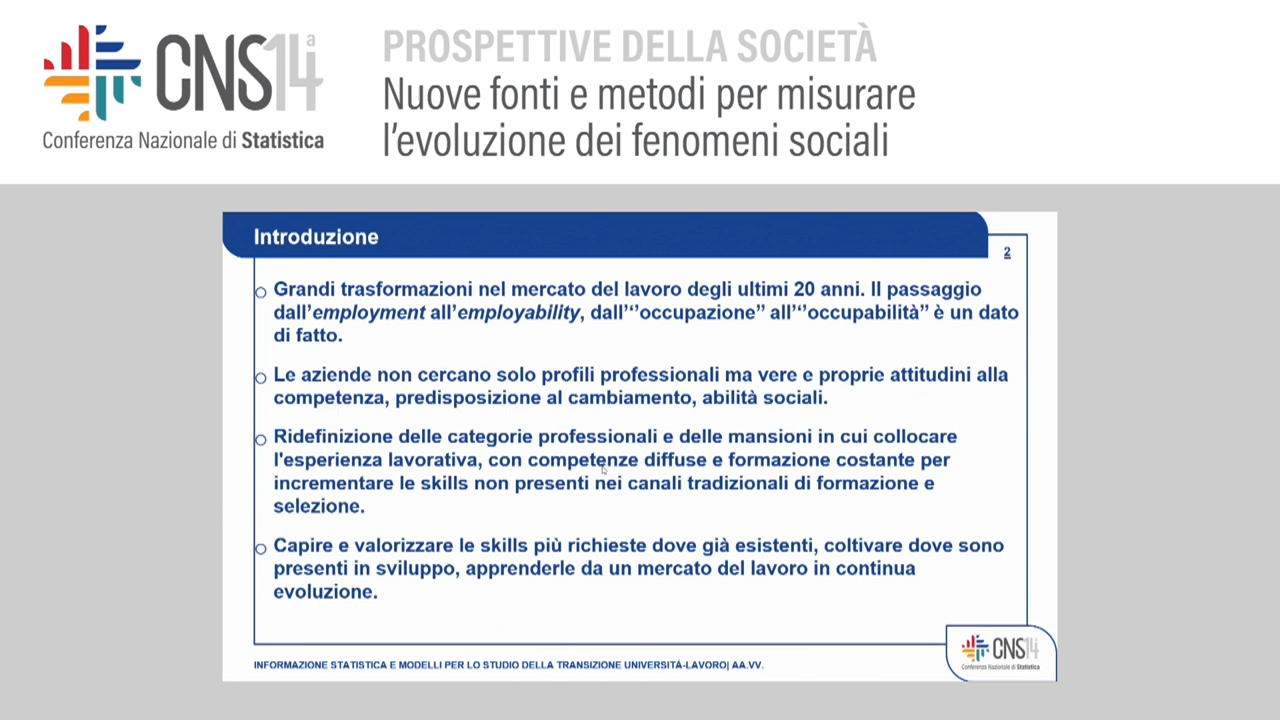 CNS14ª
Conferenza Nazionale di Statistica
PROSPETTIVE DELLA SOCIETÀ
Nuove fonti e metodi per misurare
l’evoluzione dei fenomeni sociali
Introduzione
2
Grandi trasformazioni nel mercato del lavoro degli ultimi 20 anni. Il passaggio
dall’employment all’employability, dall’‘‘’occupazione’’ all’‘‘’occupabilità’’ è un dato
di fatto.
Le aziende non cercano solo profili professionali ma vere e proprie attitudini alla
competenza, predisposizione al cambiamento, abilità sociali.
Ridefinizione delle categorie professionali e delle mansioni in cui collocare
l'esperienza lavorativa, con competenze diffuse e formazione costante per
incrementare le skills non presenti nei canali tradizionali di formazione e
selezione.
Capire e valorizzare le skills più richieste dove già esistenti, coltivare dove sono
presenti in sviluppo, apprenderle da un mercato del lavoro in continua
evoluzione.
INFORMAZIONE STATISTICA E MODELLI PER LO STUDIO DELLA TRANSIZIONE UNIVERSITÀ-LAVORO| AA.VV.
CNS14
Conferenza Nazionale di Statistica